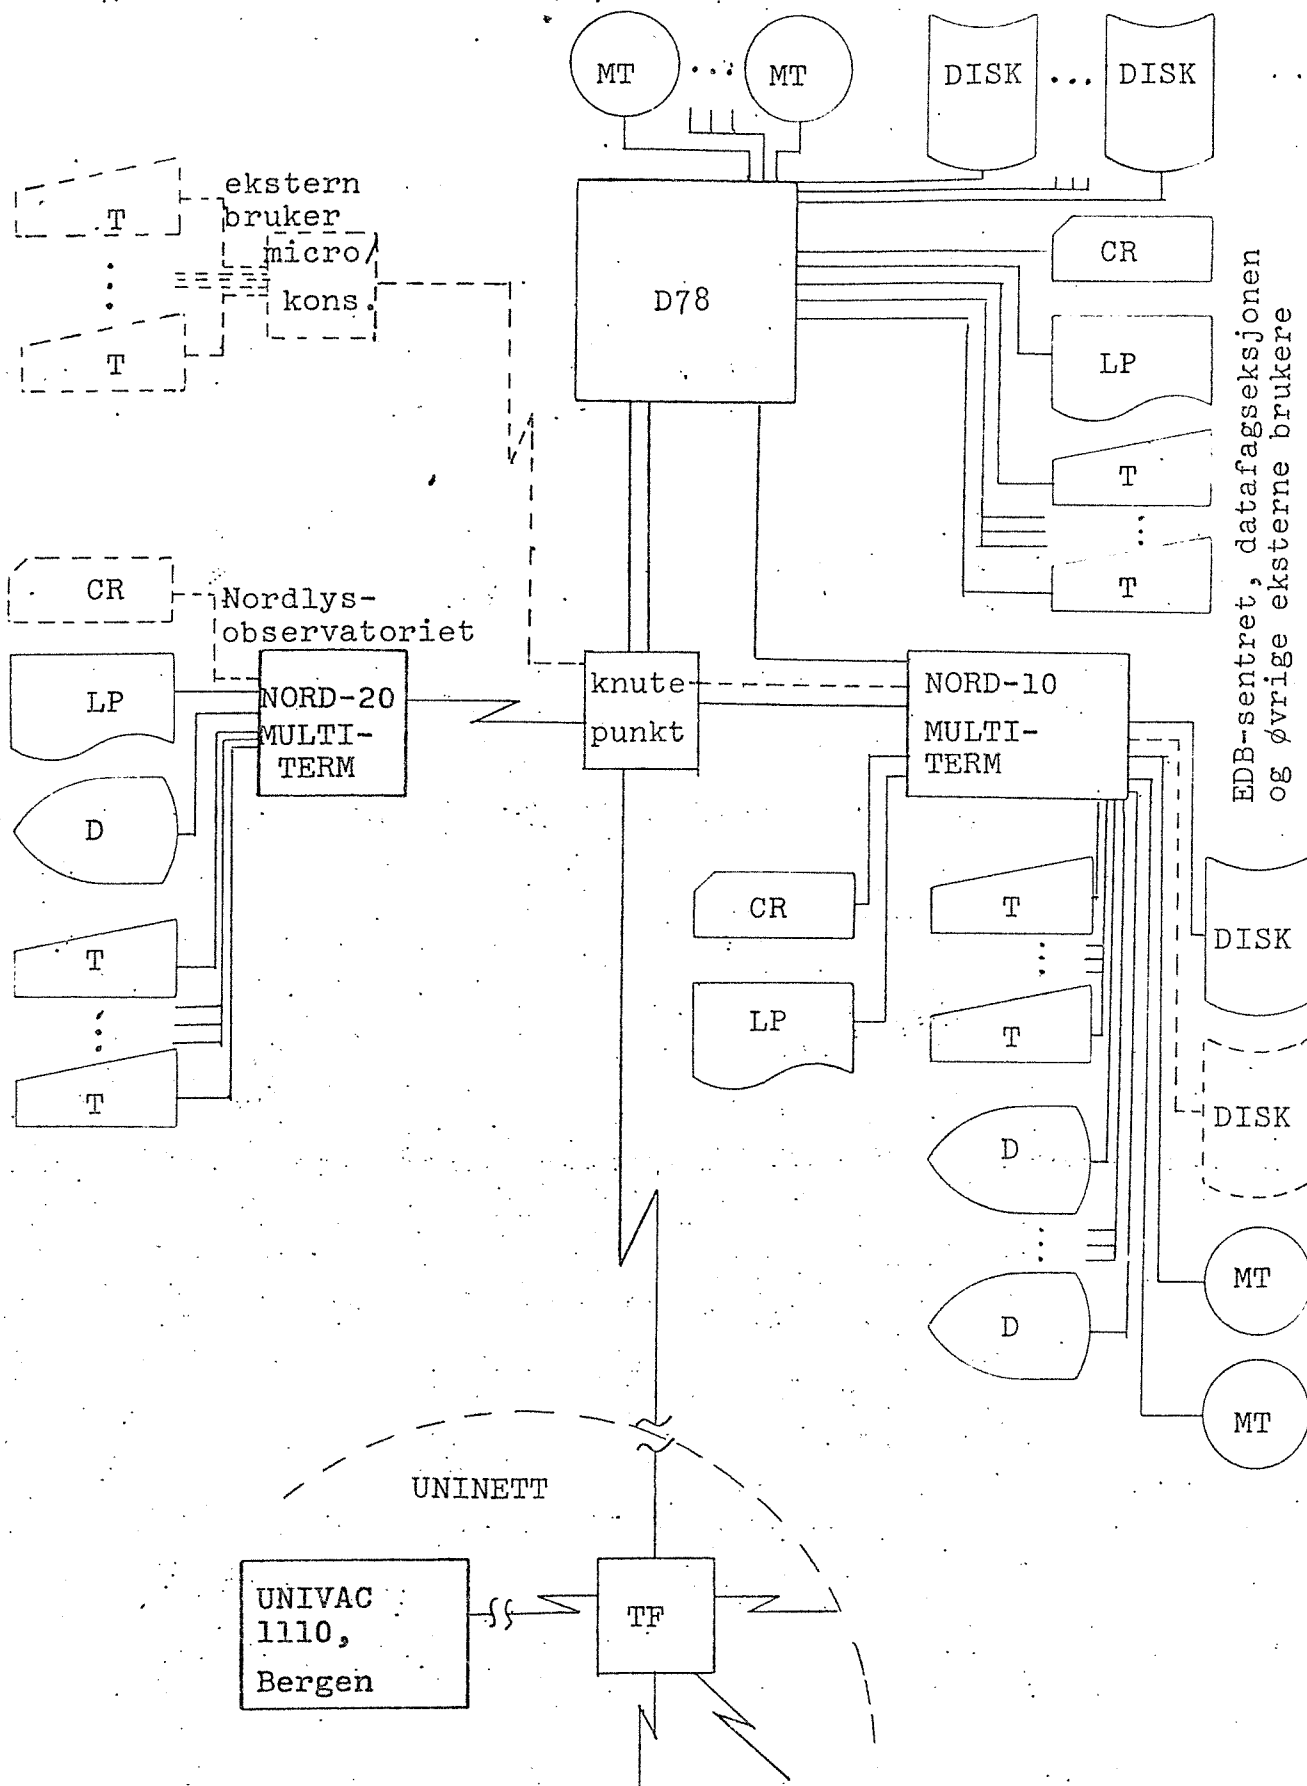 MT ... MT
DISK ... DISK
ekstern
bruker
T
micro/
kons.
T
D78
CR
LP
T
...
T
EDB-sentret, datafagseksjonen
og øvrige eksterne brukere
CR
Nordlys-
observatoriet
LP
NORD-20
MULTI-
TERM
D
T
T
knute
punkt
NORD-10
MULTI-
TERM
CR
LP
T
...
T
D
...
D
DISK
DISK
MT
MT
UNINETT
UNIVAC
1110,
Bergen
TF